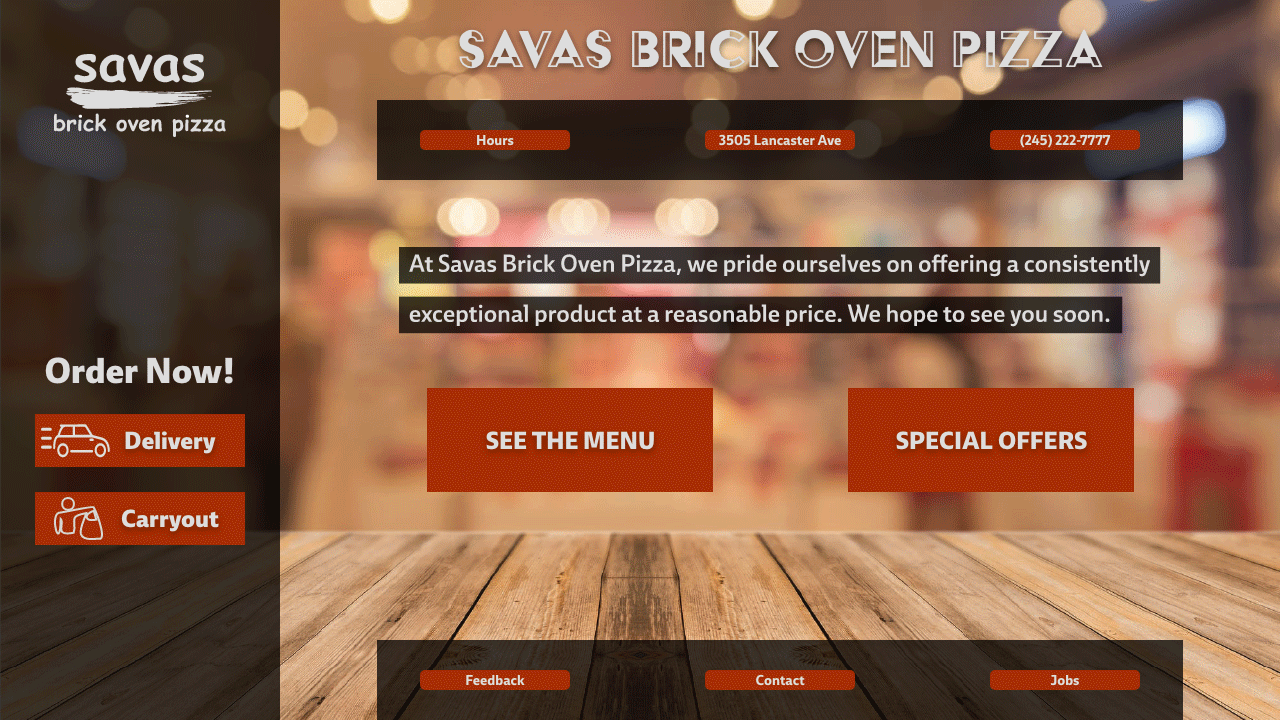 savas
brick oven pizza
Order Now!
Delivery
Carryout
SAVAS BRICK OVEN PIZZA
Hours
3505 Lancaster Ave
(245) 222-7777
At Savas Brick Oven Pizza, we pride ourselves on offering a consistently
exceptional product at a reasonable price. We hope to see you soon.
SEE THE MENU
SPECIAL OFFERS
Feedback
Contact
Jobs